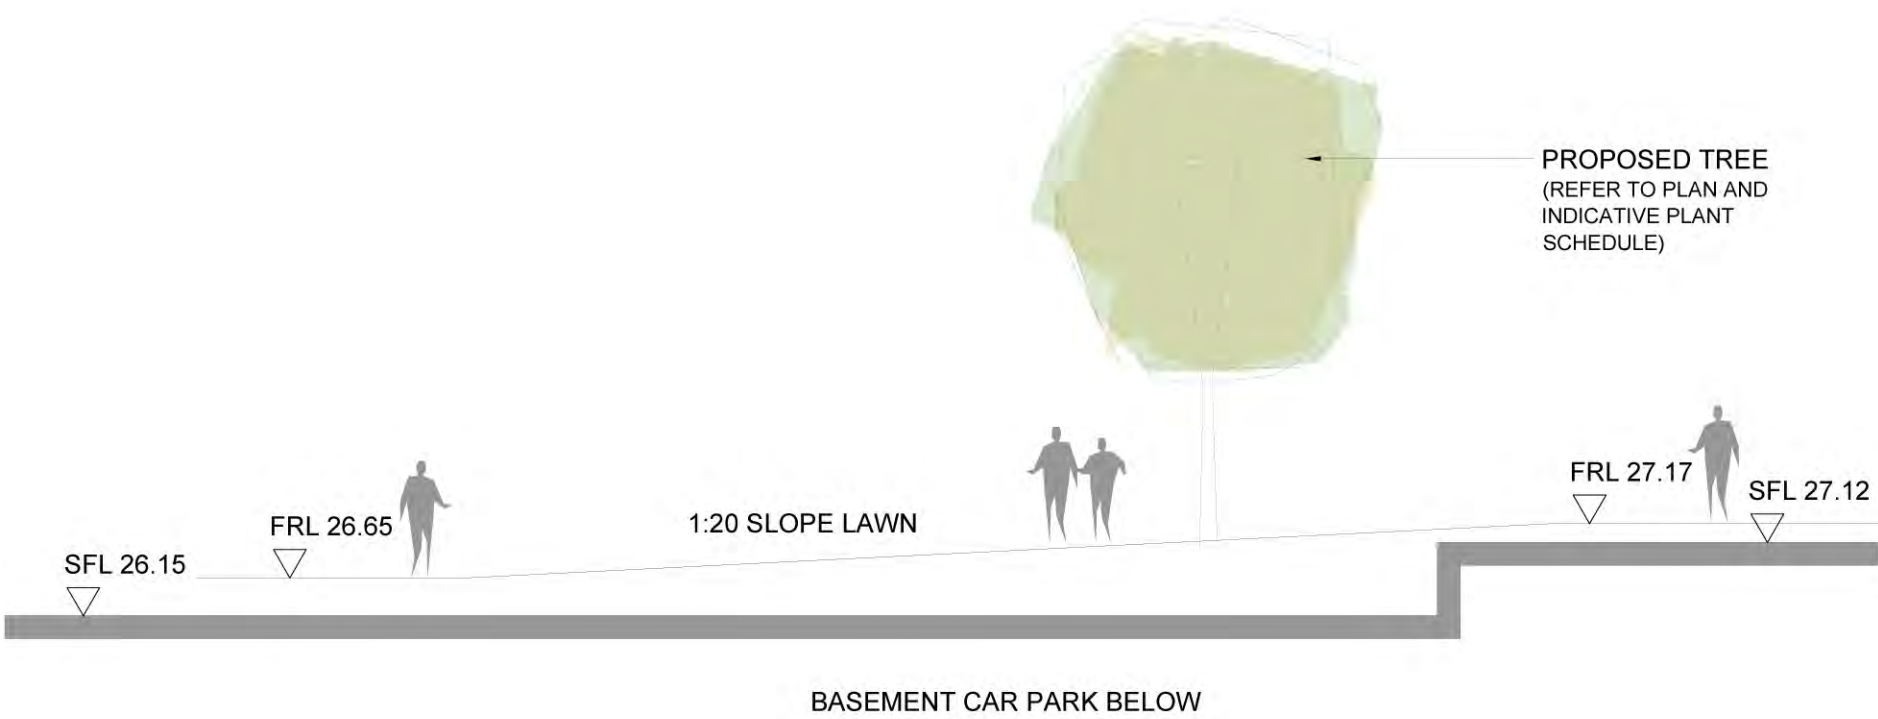 PROPOSED TREE
(REFER TO PLAN AND
INDICATIVE PLANT
SCHEDULE)
FRL 27.17
SFL 27.12
1:20 SLOPE LAWN
FRL 26.65
SFL 26.15
BASEMENT CAR PARK BELOW